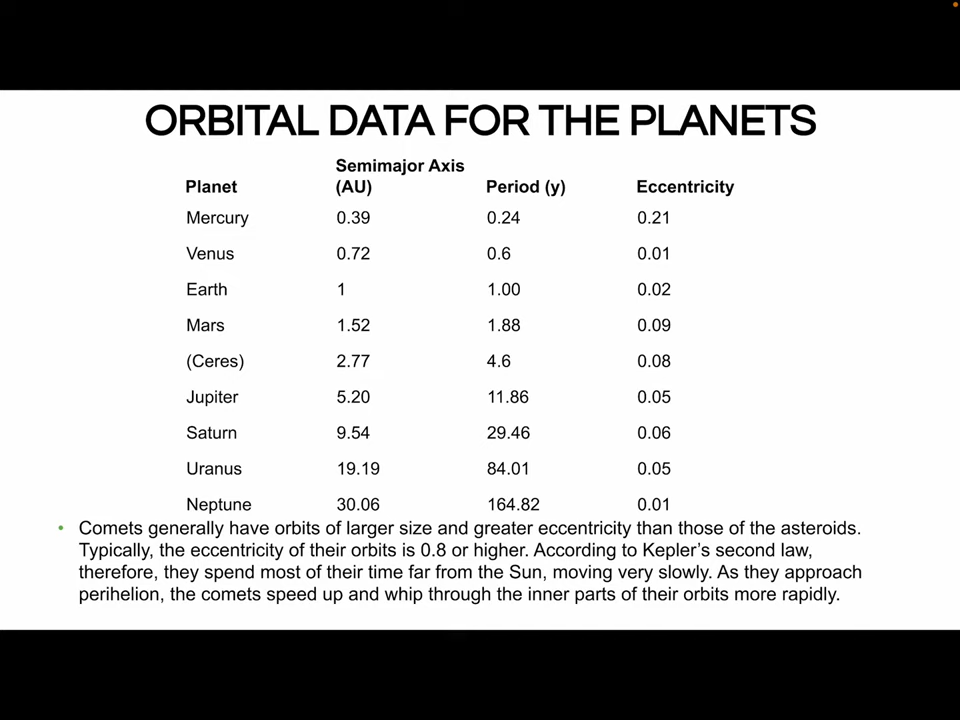 ORBITAL DATA FOR THE PLANETS
Planet Semimajor Axis (AU) Period (y) Eccentricity
Mercury 0.39 0.24 0.21
Venus 0.72 0.6 0.01
Earth 1 1.00 0.02
Mars 1.52 1.88 0.09
(Ceres) 2.77 4.6 0.08
Jupiter 5.20 11.86 0.05
Saturn 9.54 29.46 0.06
Uranus 19.19 84.01 0.05
Neptune 30.06 164.82 0.01
• Comets generally have orbits of larger size and greater eccentricity than those of the asteroids.
Typically, the eccentricity of their orbits is 0.8 or higher. According to Kepler’s second law,
therefore, they spend most of their time far from the Sun, moving very slowly. As they approach
perihelion, the comets speed up and whip through the inner parts of their orbits more rapidly.